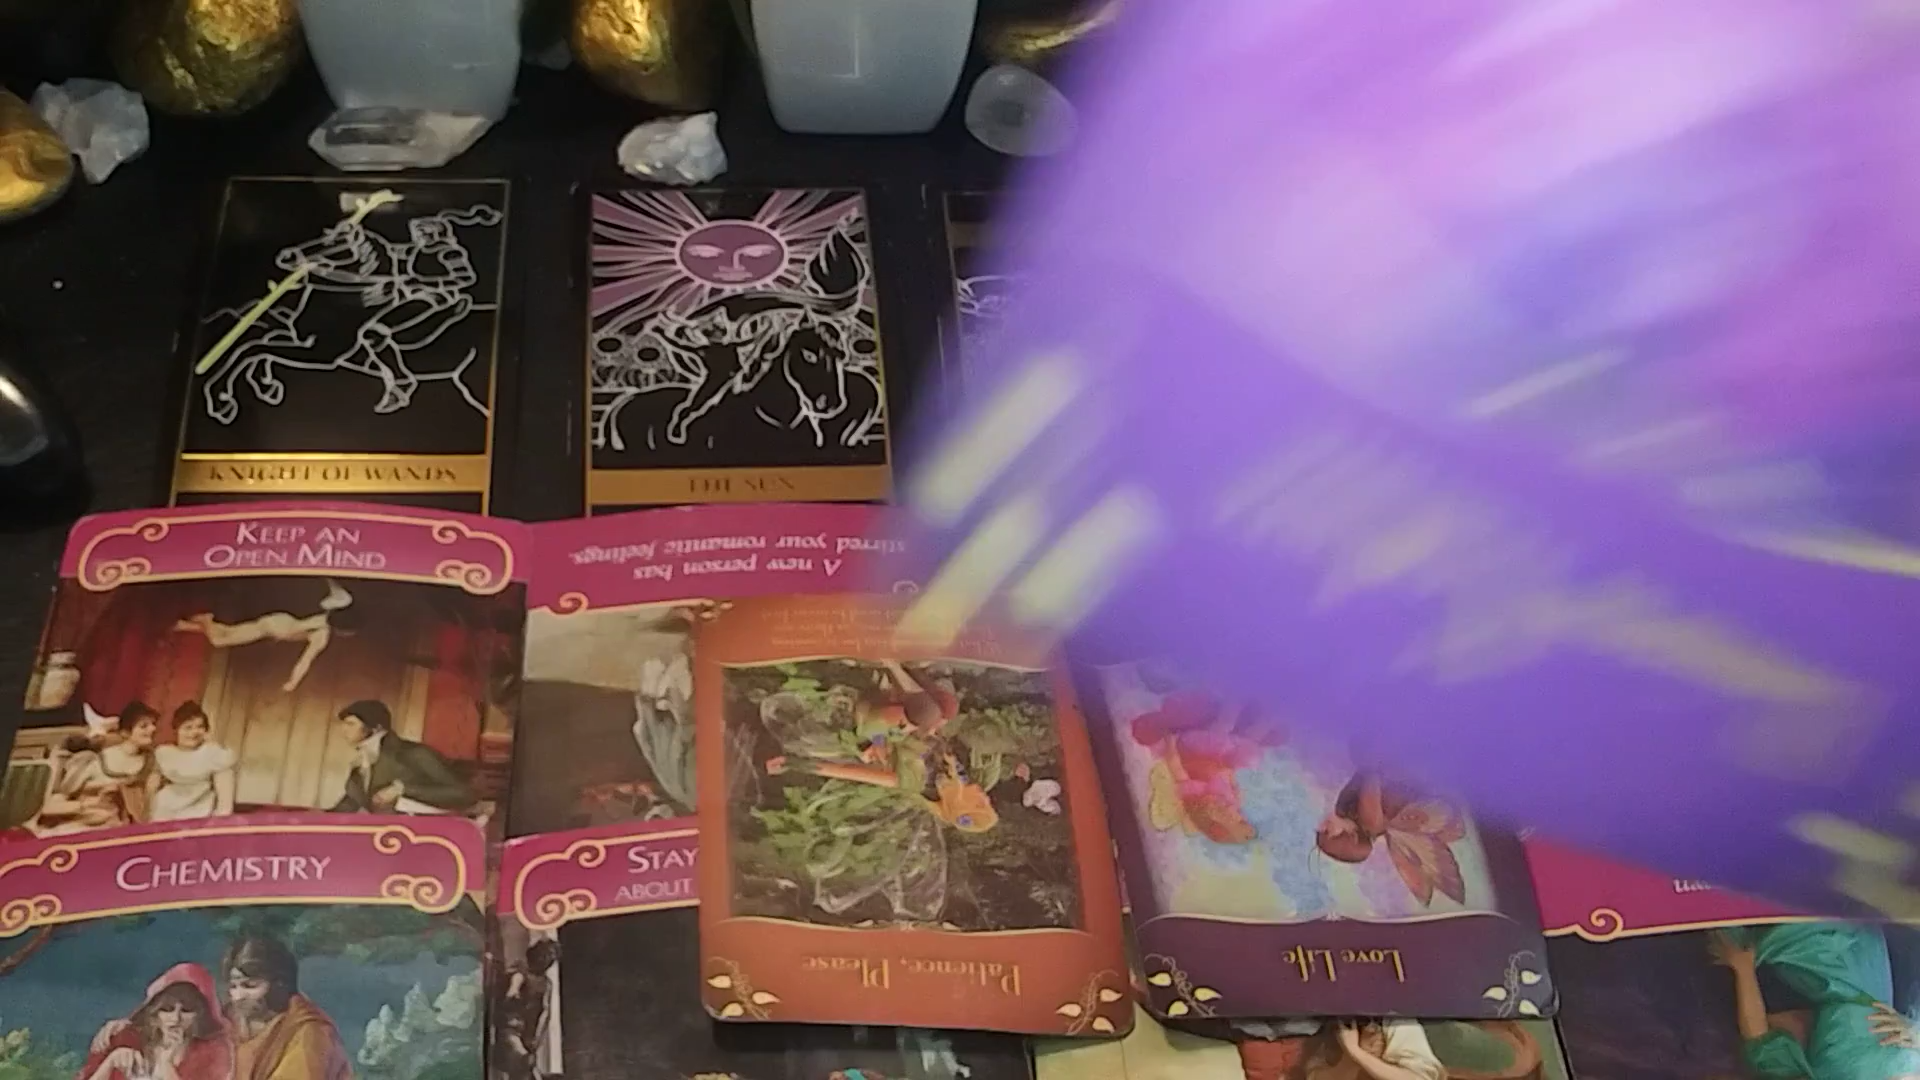 KNIGHT OF WANDS
THE SUN
KEEP AN
OPEN MIND
A new person has
stirred your romantic feelings.
CHEMISTRY
STAY
ABOUT
Patience, Please
Love Life